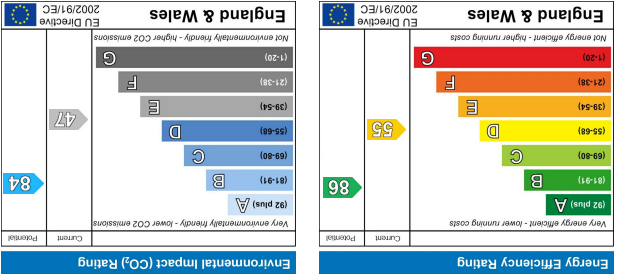 Energy Efficiency Rating
Current Potential
Very energy efficient - lower running costs
(92 plus) A
(81-91) B
(69-80) C
(55-68) D
(39-54) E
(21-38) F
(1-20) G
55
86
Not energy efficient - higher running costs
England & Wales
EU Directive
2002/91/EC
Environmental Impact (CO₂) Rating
Current Potential
Very environmentally friendly - lower CO2 emissions
(92 plus) A
(81-91) B
(69-80) C
(55-68) D
(39-54) E
(21-38) F
(1-20) G
47
84
Not environmentally friendly - higher CO2 emissions
England & Wales
EU Directive
2002/91/EC